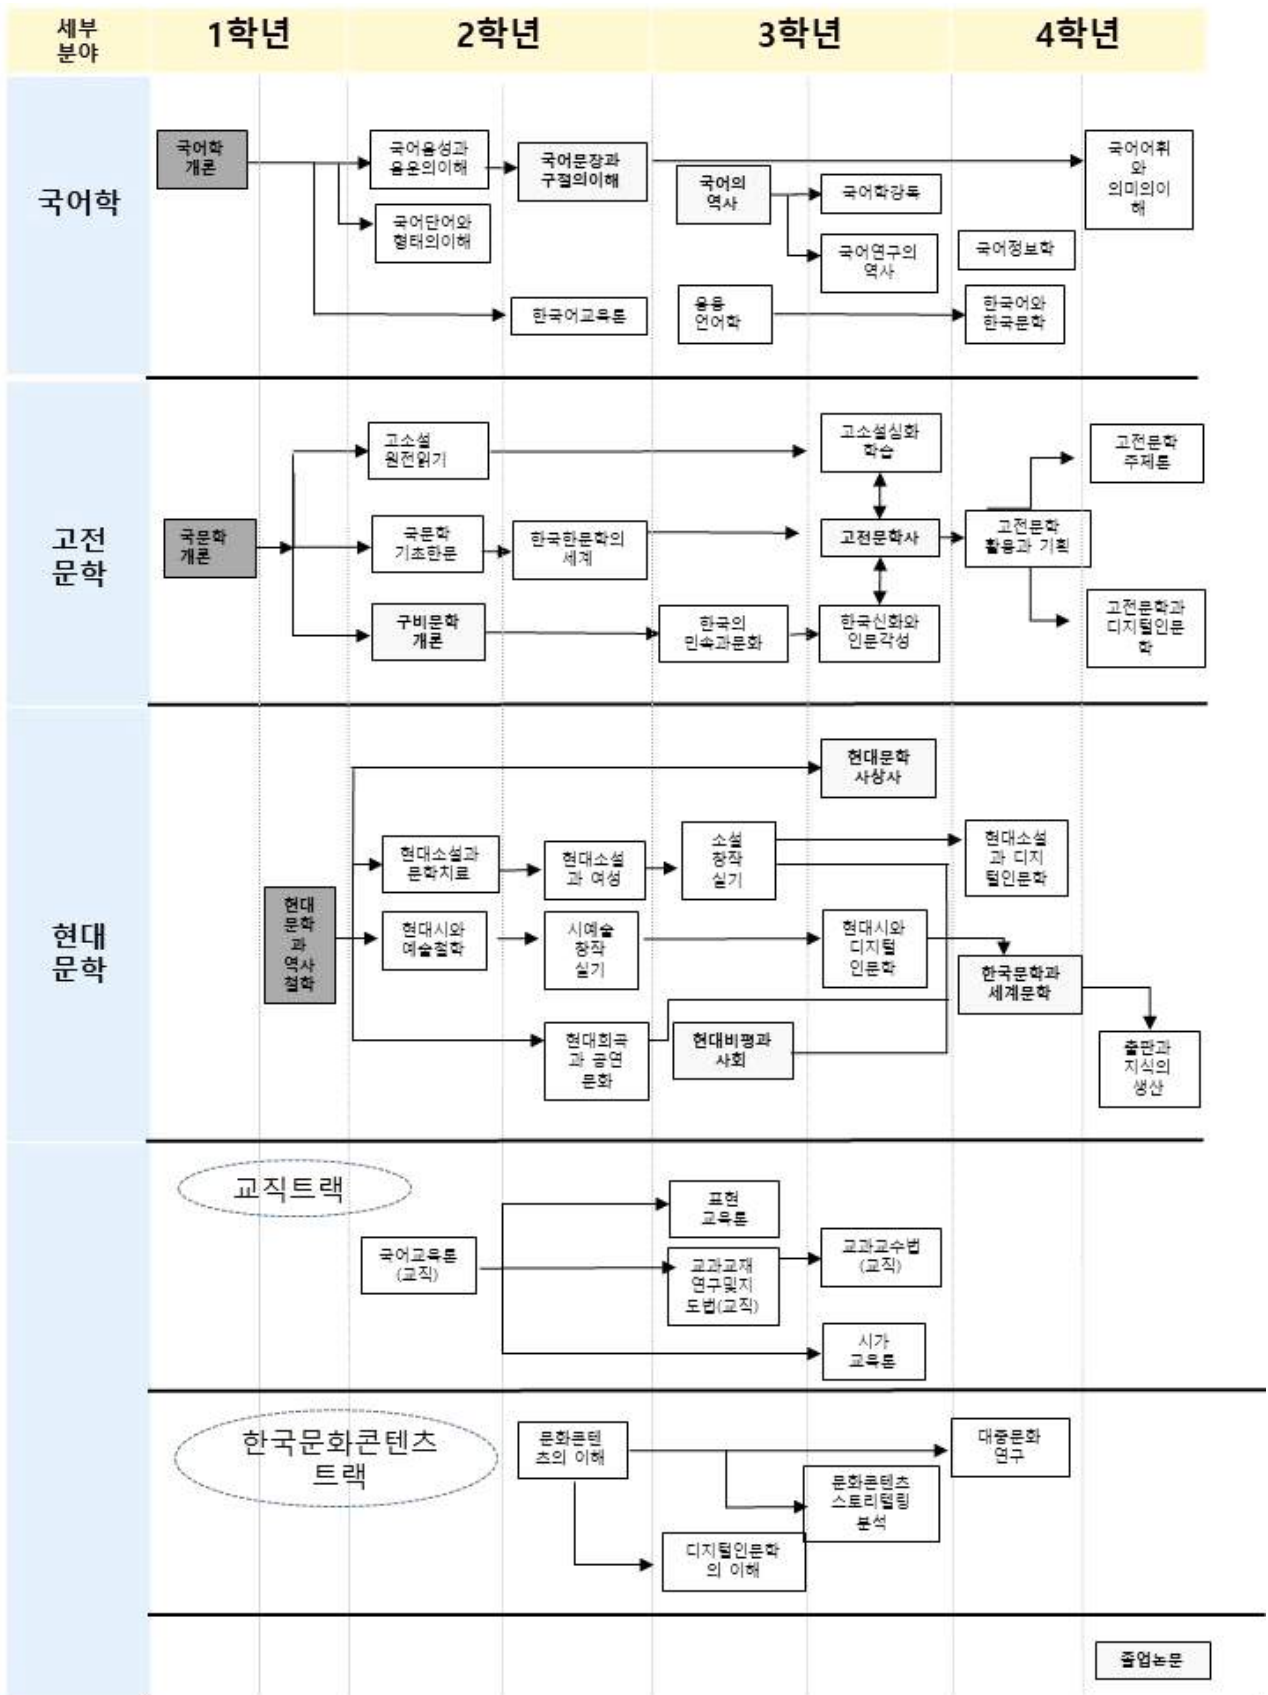 세부
분야
1학년
2학년
3학년
4학년
국어학
국어학
개론
국어음성과
음운의이해
국어문장과
구절의이해
국어단어와
형태의이해
한국어교육론
국어의
역사
국어학강독
국어연구의
역사
응용
언어학
국어어휘
와
의미의이
해
국어정보학
한국어와
한국문학
고전
문학
국문학
개론
고소설
원전읽기
국문학
기초한문
한국한문학의
세계
구비문학
개론
한국의
민속과문화
고소설심화
학습
고전문학사
한국신화와
인문각성
고전문학
활용과 기획
고전문학
주제론
고전문학과
디지털인문
학
현대
문학
현대
문학
과
역사
철학
현대문학
사상사
현대소설과
문학치료
현대소설
과 여성
소설
창작
실기
현대소설
과 디지
털인문학
현대시와
예술철학
시예술
창작
실기
현대시와
디지털
인문학
한국문학과
세계문학
현대희곡
과 공연
문화
현대비평과
사회
출판과
지식의
생산
교직트랙
국어교육론
(교직)
표현
교육론
교과교재
연구및지
도법(교직)
교과교수법
(교직)
시가
교육론
한국문화콘텐츠
트랙
문화콘텐
츠의 이해
대중문화
연구
문화콘텐츠
스토리텔링
분석
디지털인문학
의 이해
졸업논문